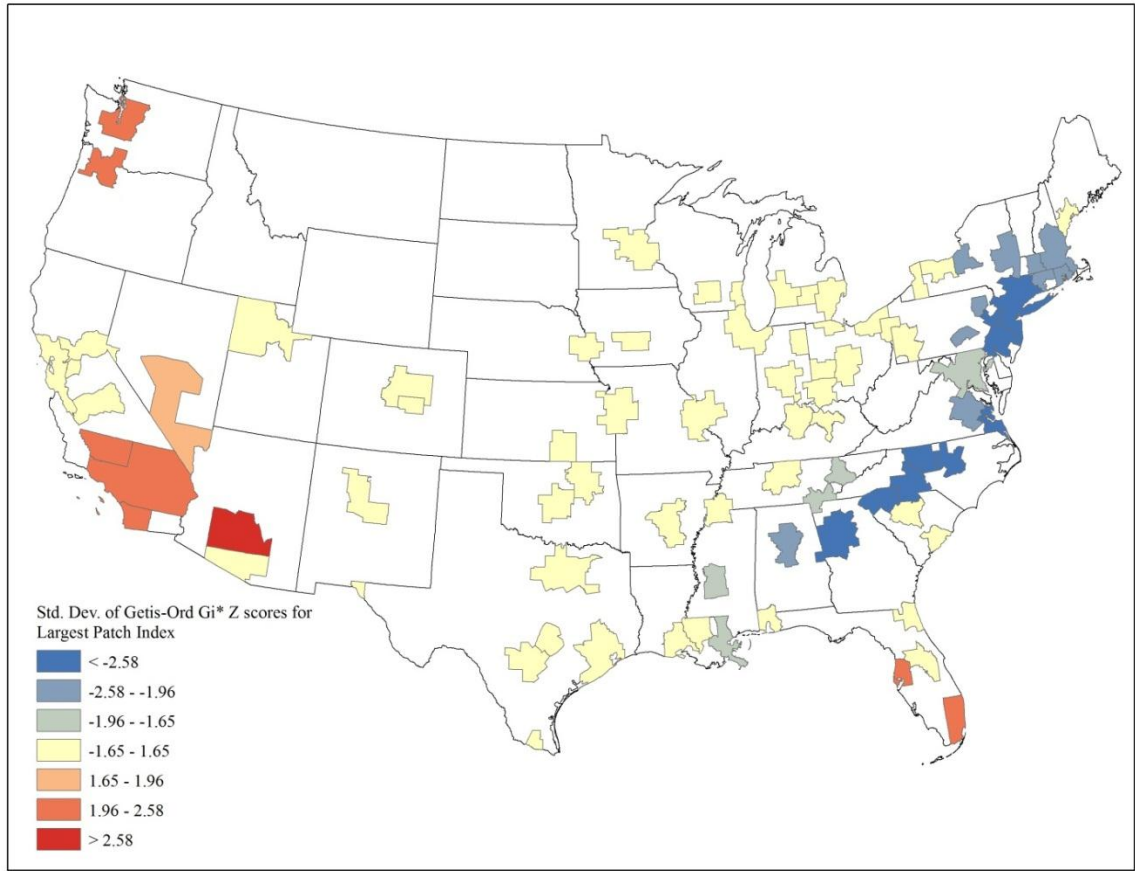 Std. Dev. of Getis-Ord Gi* Z scores for
Largest Patch Index
< -2.58
-2.58 - -1.96
-1.96 - -1.65
-1.65 - 1.65
1.65 - 1.96
1.96 - 2.58
> 2.58